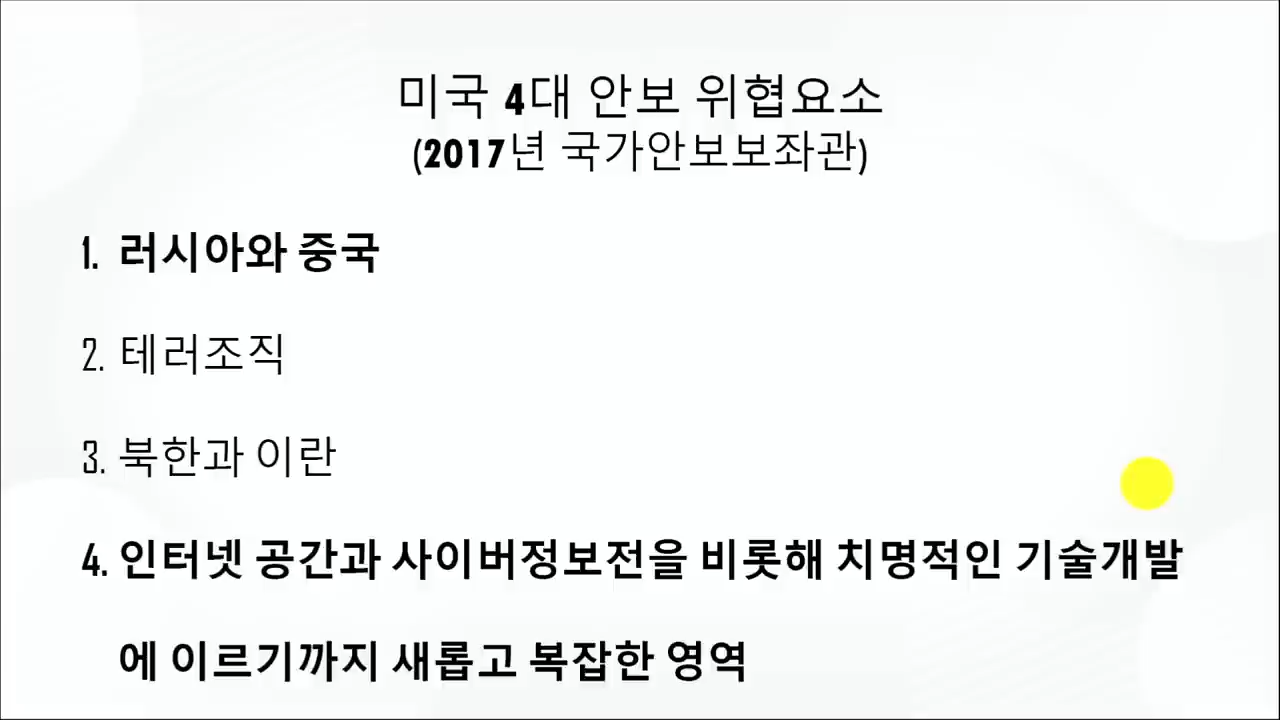 미국 4대 안보 위협요소
(2017년 국가안보보좌관)
1. 러시아와 중국
2. 테러조직
3. 북한과 이란
4. 인터넷 공간과 사이버정보전을 비롯해 치명적인 기술개발
에 이르기까지 새롭고 복잡한 영역